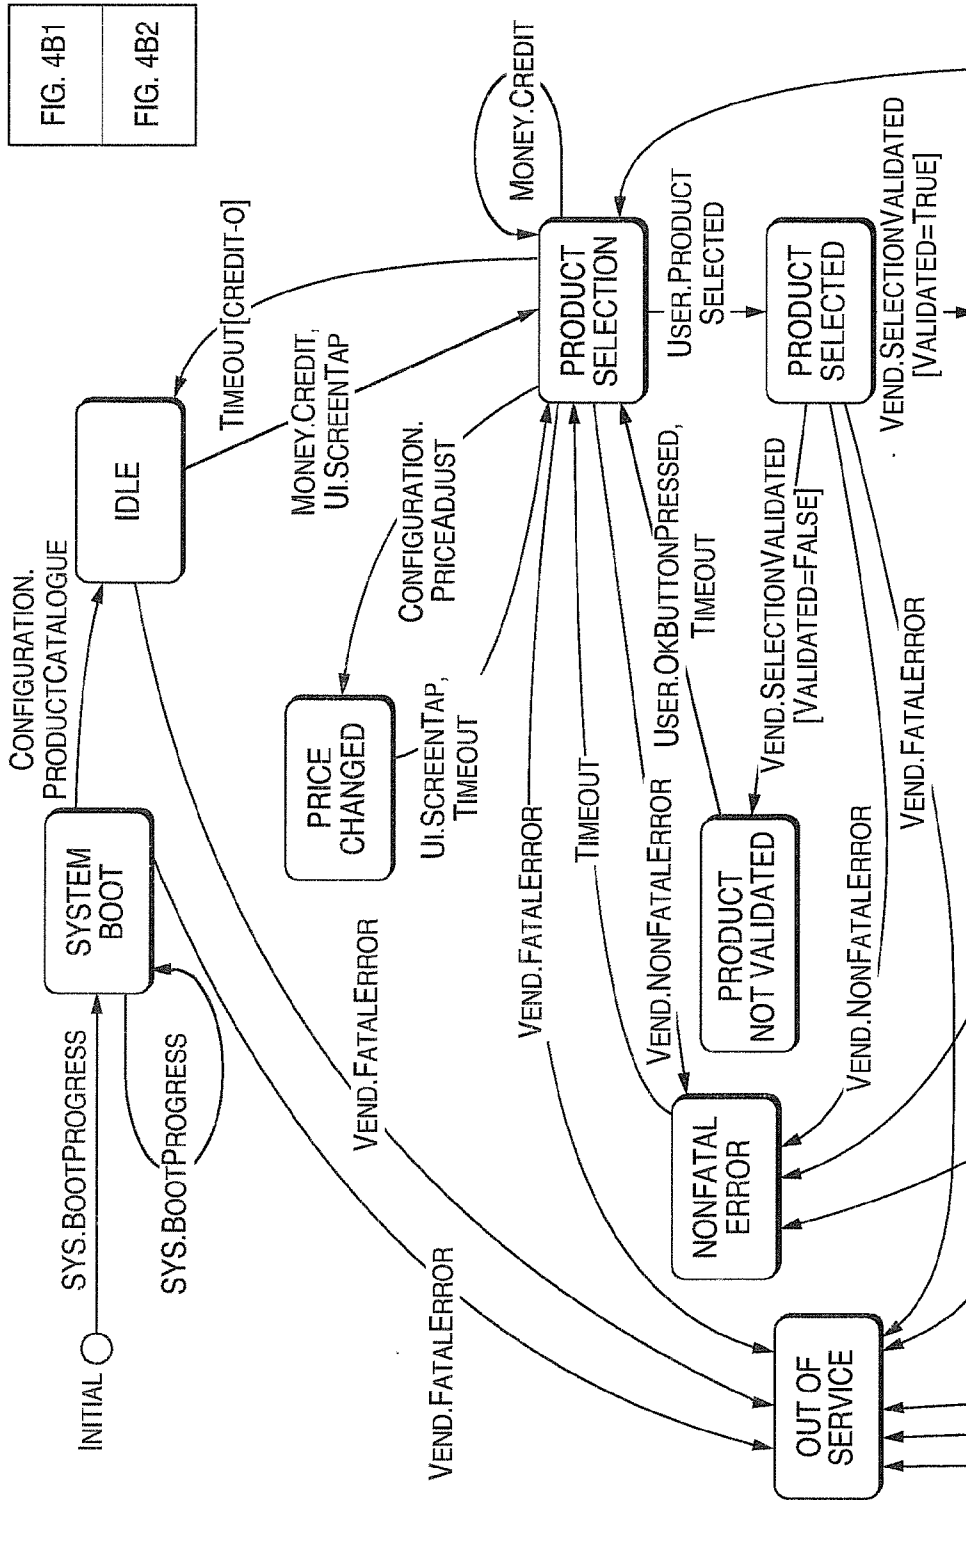 FIG. 4B1
FIG. 4B2
INITIAL
SYS.BOOTPROGRESS
SYS.BOOTPROGRESS
SYSTEM
BOOT
CONFIGURATION.
PRODUCTCATALOGUE
IDLE
TIMEOUT[CREDIT-O]
MONEY.CREDIT,
UI.SCREENTAP
MONEY.CREDIT
VEND.FATALERROR
VEND.FATALERROR
PRICE
CHANGED
CONFIGURATION.
PRICEADJUST
UI.SCREENTAP,
TIMEOUT
PRODUCT
SELECTION
VEND.FATALERROR
TIMEOUT
VEND.NONFATALERROR
USER.OKBUTTONPRESSED,
TIMEOUT
USER.PRODUCT
SELECTED
NONFATAL
ERROR
PRODUCT
NOT VALIDATED
VEND.SELECTIONVALIDATED
[VALIDATED=FALSE]
PRODUCT
SELECTED
OUT OF
SERVICE
VEND.NONFATALERROR
VEND.FATALERROR
VEND.SELECTIONVALIDATED
[VALIDATED=TRUE]